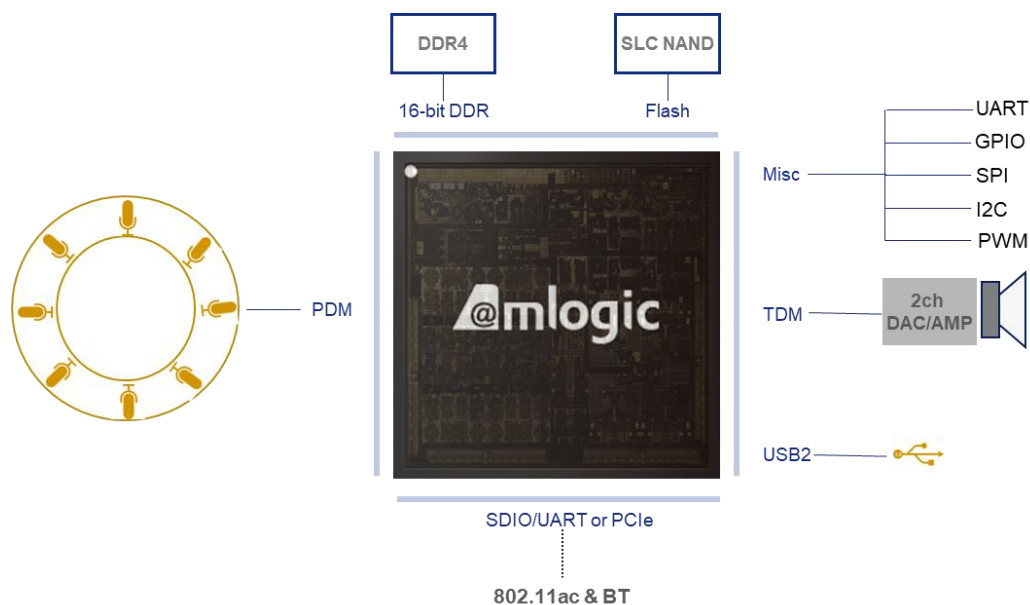 DDR4
SLC NAND
16-bit DDR
Flash
UART
GPIO
Misc
SPI
I2C
PWM
PDM
@mlogic
TDM
2ch
DAC/AMP
USB2
SDIO/UART or PCIe
802.11ac & BT